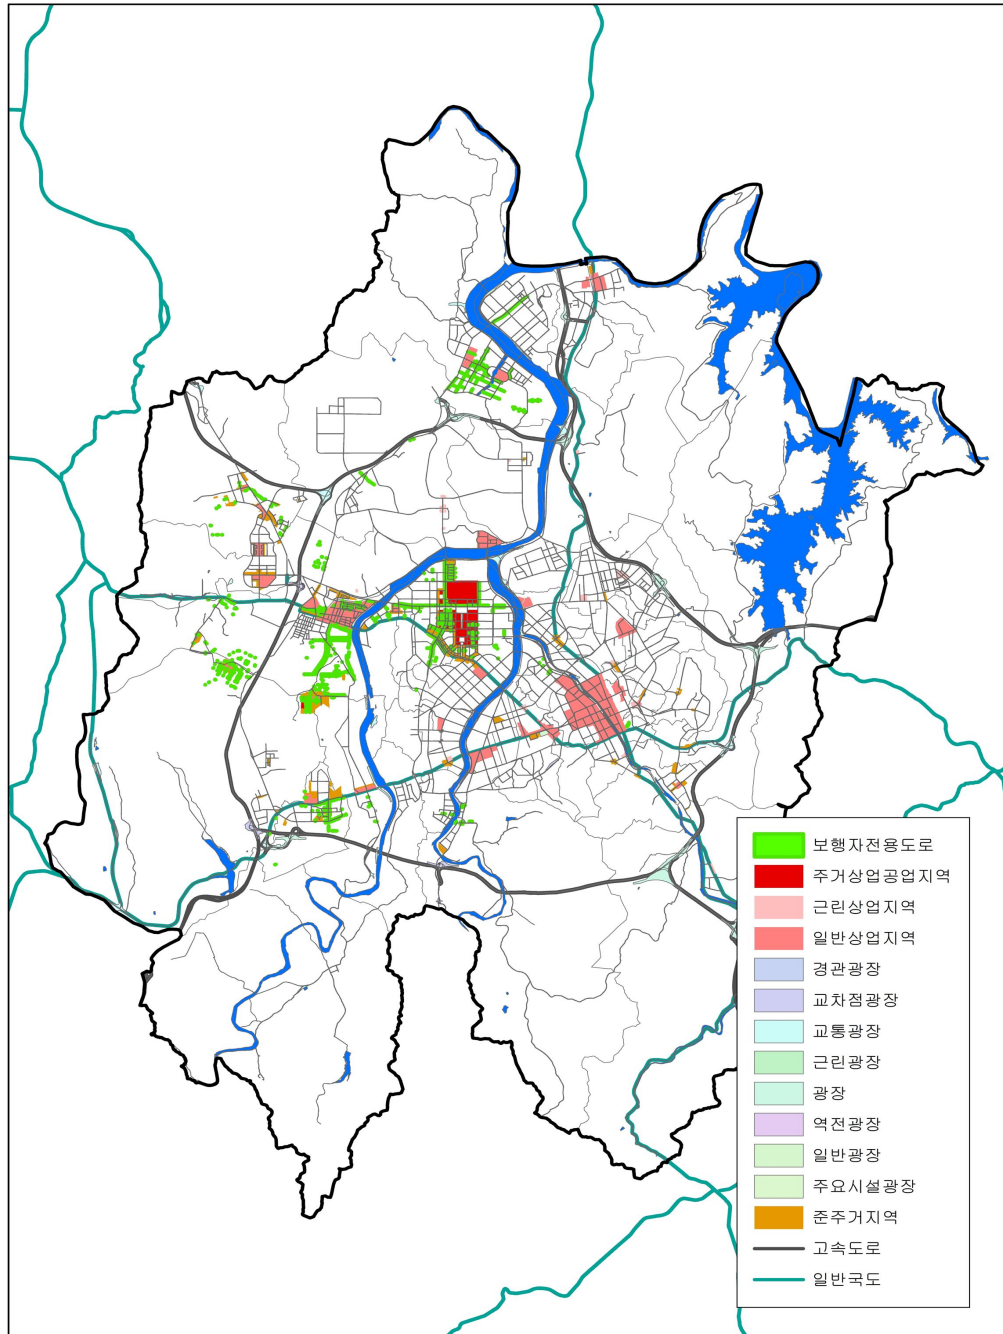 보행자전용도로
주거상업공업지역
근린상업지역
일반상업지역
경관광장
교차점광장
교통광장
근린광장
광장
역전광장
일반광장
주요시설광장
준주거지역
고속도로
일반국도